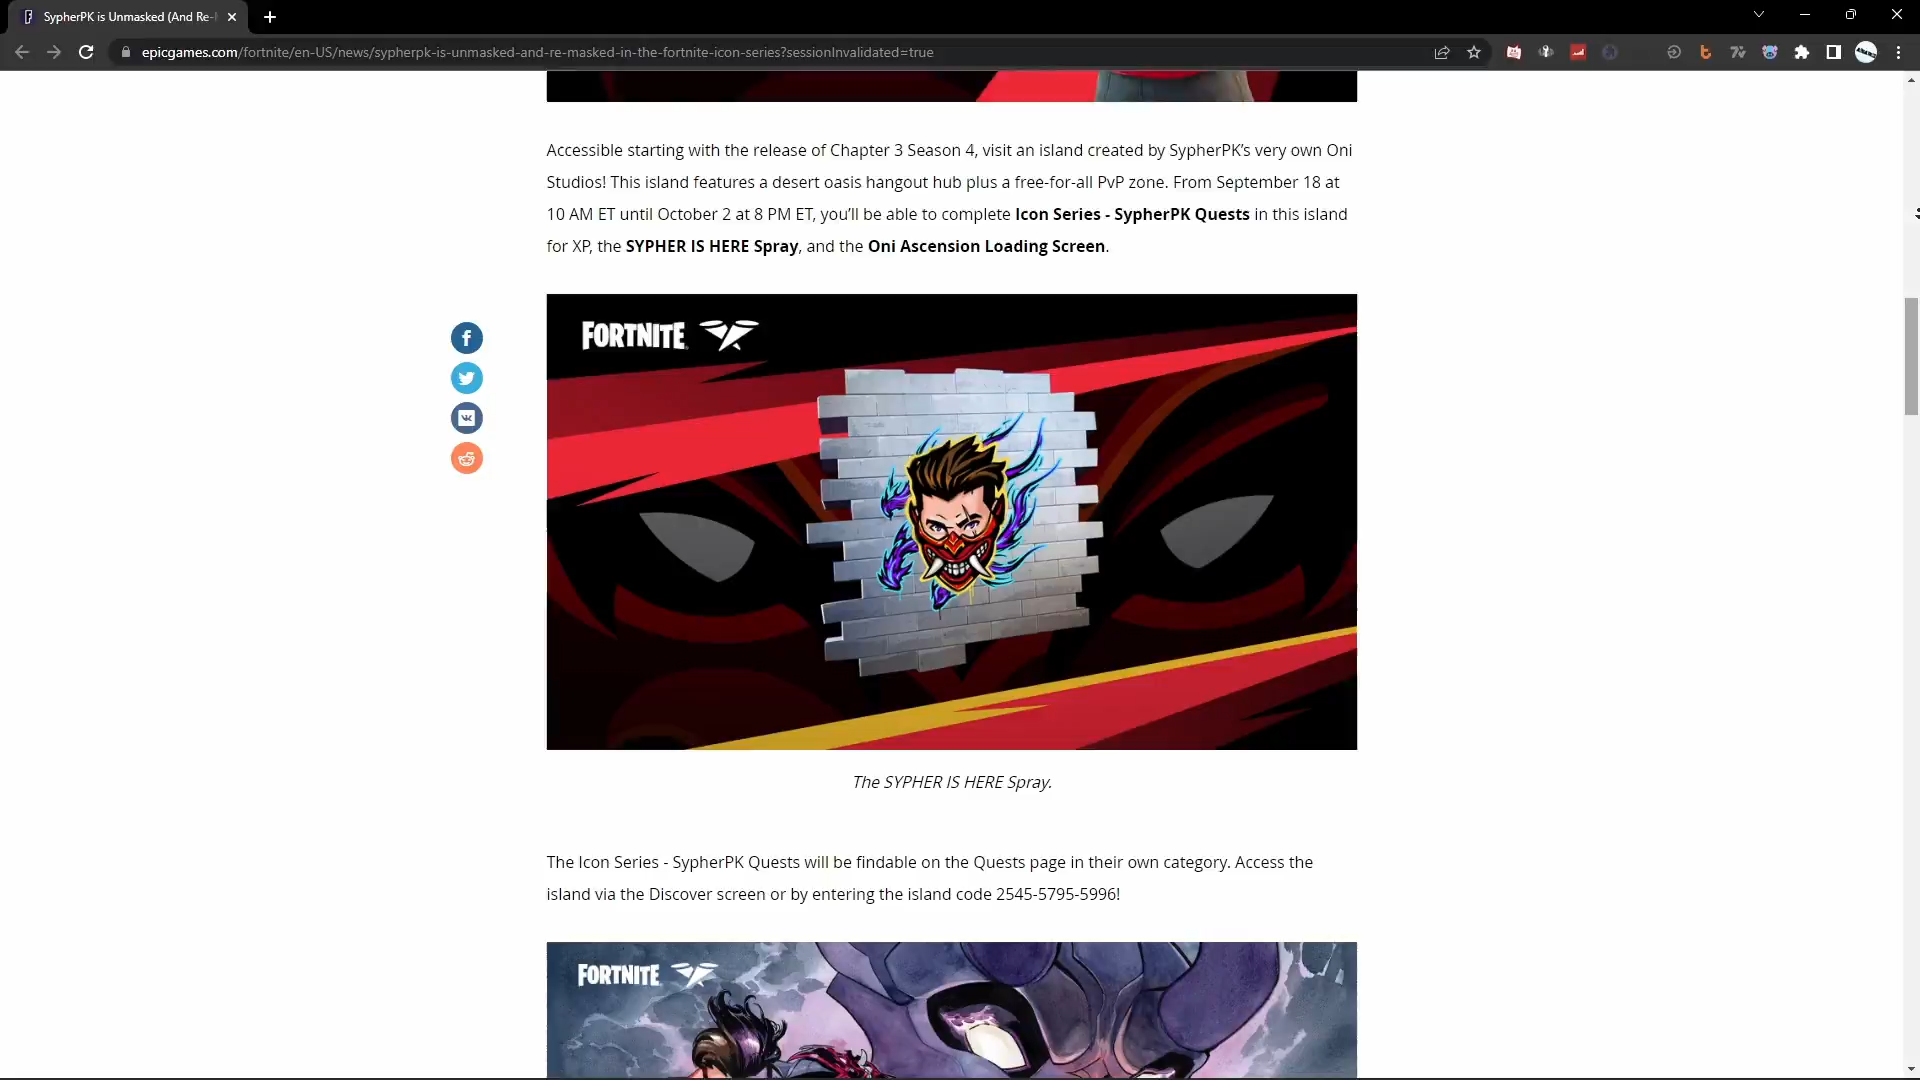 SypherPK is Unmasked (And Re-
epicgames.com/fortnite/en-US/news/sypherpk-is-unmasked-and-re-masked-in-the-fortnite-icon-series?sessionInvalidated=true
Accessible starting with the release of Chapter 3 Season 4, visit an island created by SypherPK's very own Oni
Studios! This island features a desert oasis hangout hub plus a free-for-all PvP zone. From September 18 at
10 AM ET until October 2 at 8 PM ET, you'll be able to complete Icon Series - SypherPK Quests in this island
for XP, the SYPHER IS HERE Spray, and the Oni Ascension Loading Screen.
FORTNITE
The SYPHER IS HERE Spray.
The Icon Series - SypherPK Quests will be findable on the Quests page in their own category. Access the
island via the Discover screen or by entering the island code 2545-5795-5996!
FORTNITE